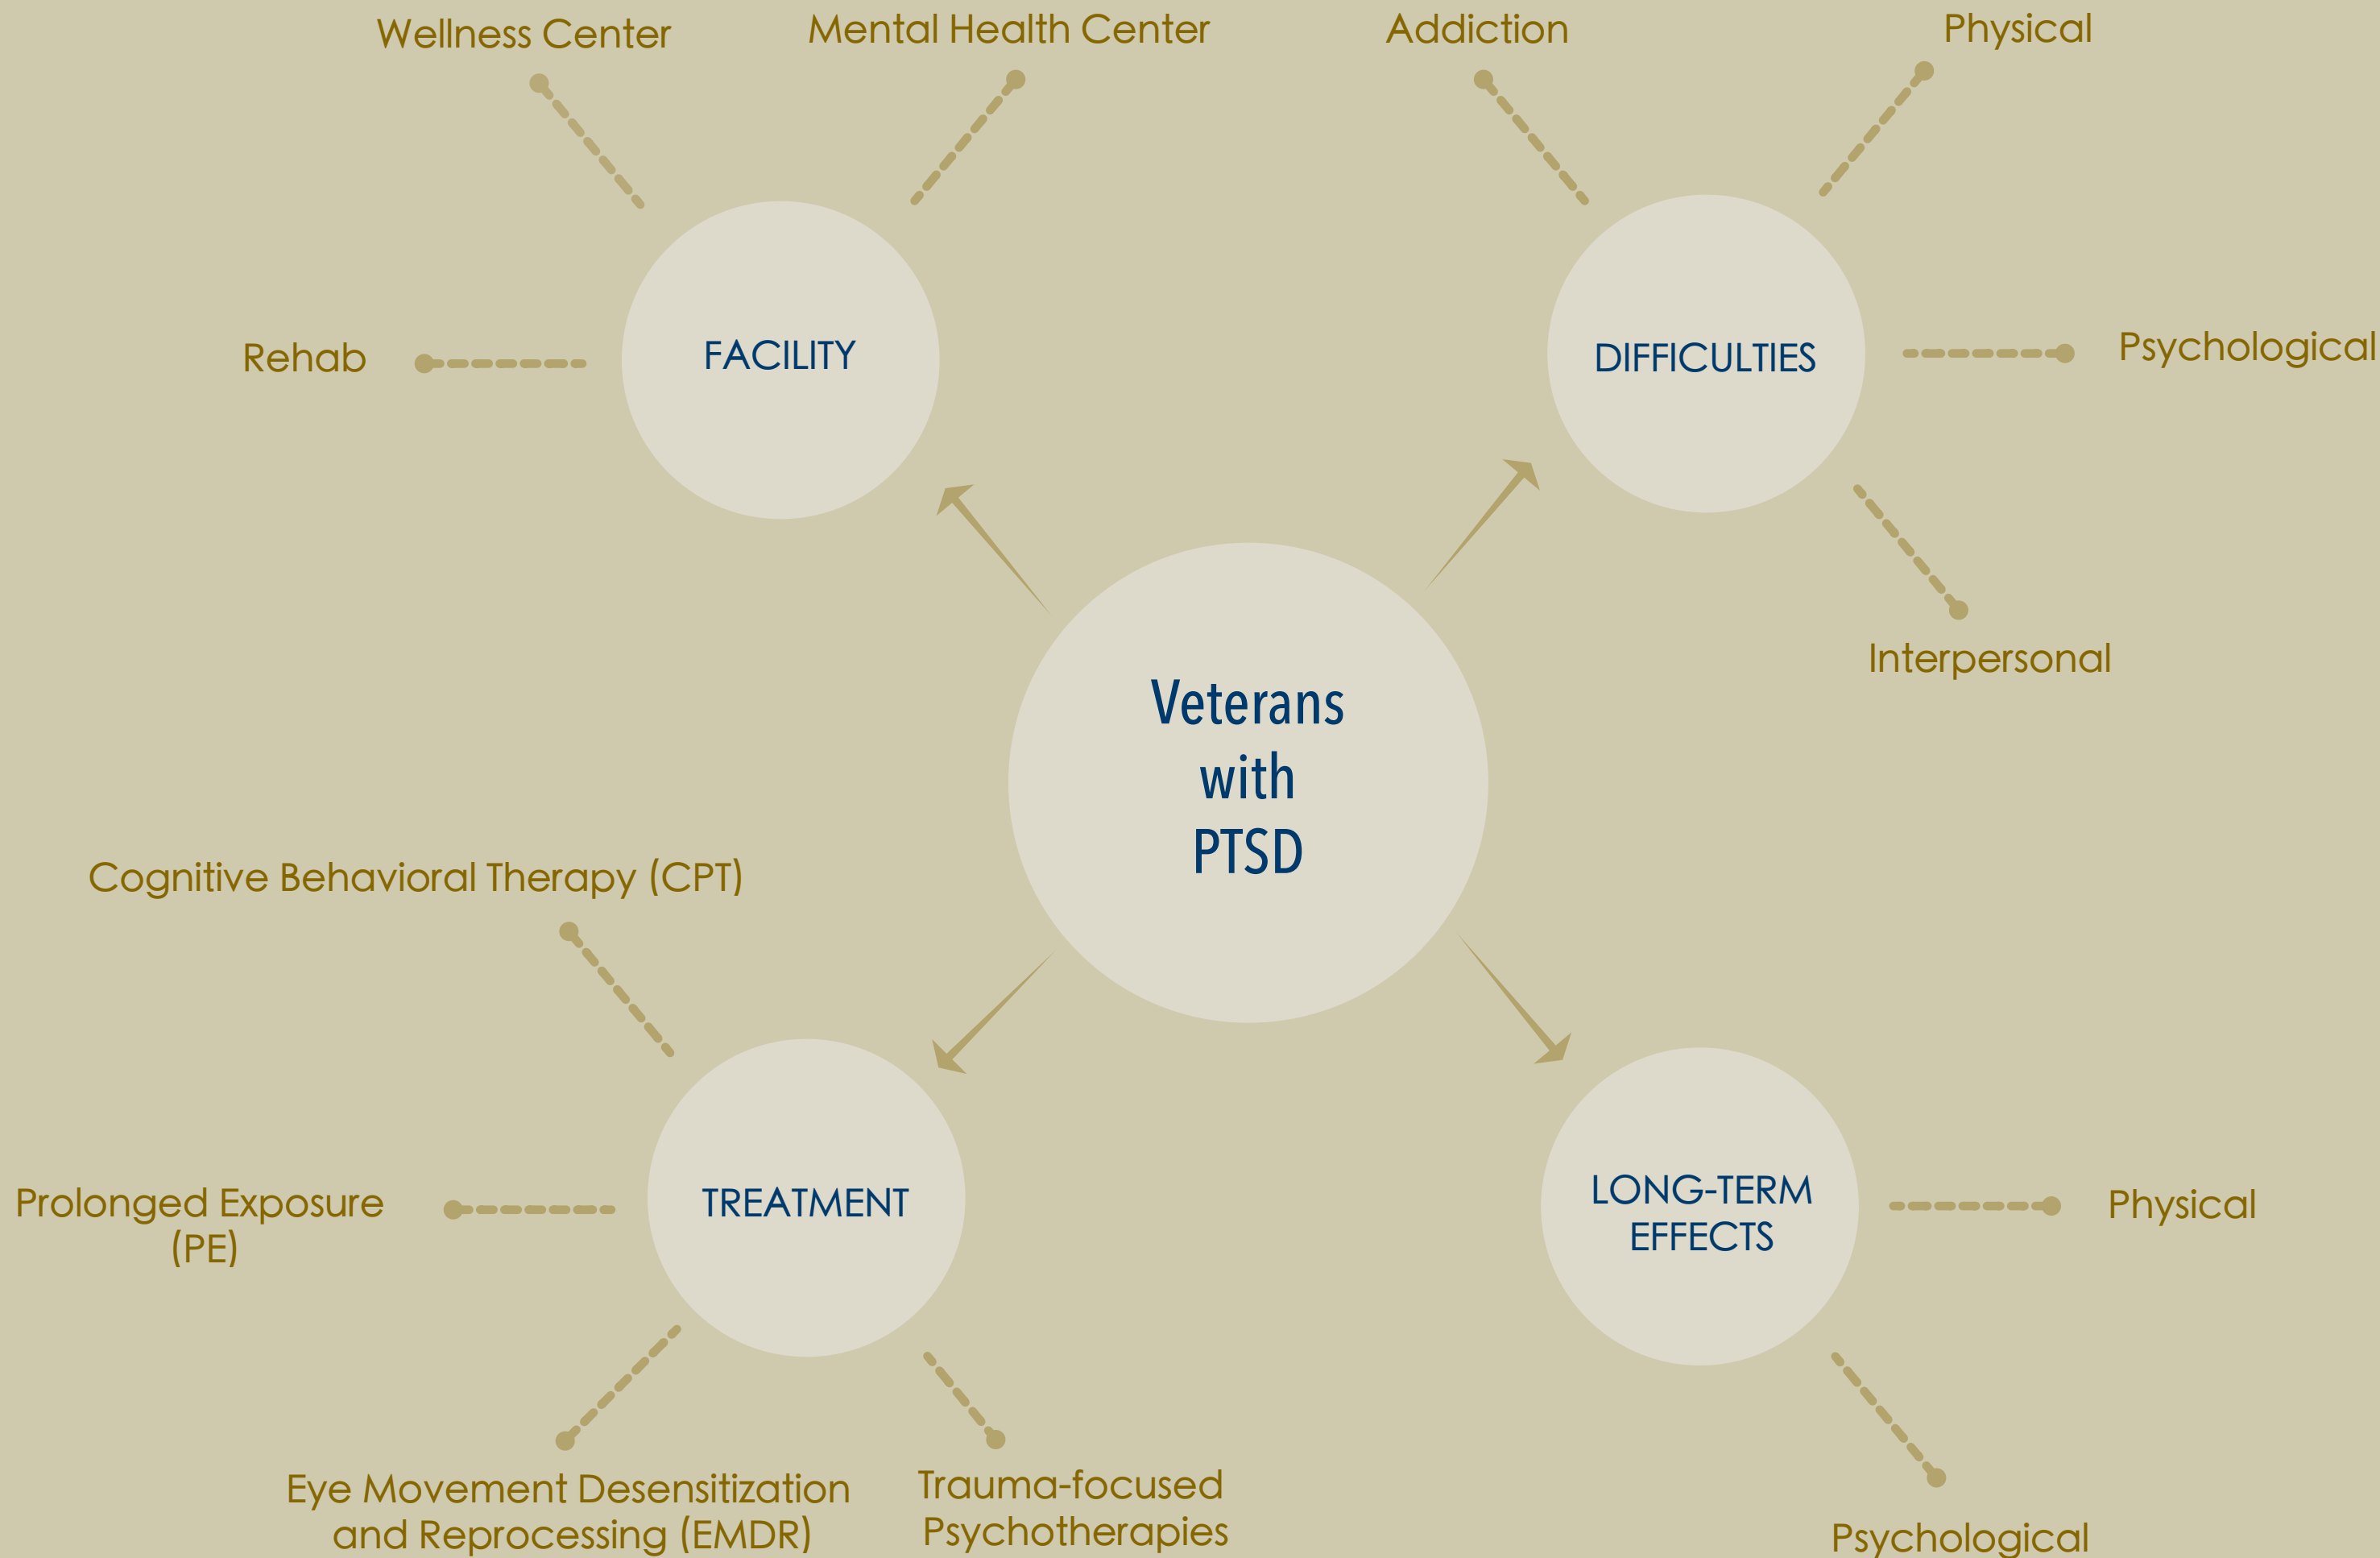 Wellness Center
Mental Health Center
Addiction
Physical
Rehab
FACILITY
DIFFICULTIES
Psychological
Interpersonal
Veterans
with
PTSD
Cognitive Behavioral Therapy (CPT)
Prolonged Exposure
(PE)
TREATMENT
LONG-TERM
EFFECTS
Physical
Eye Movement Desensitization
and Reprocessing (EMDR)
Trauma-focused
Psychotherapies
Psychological